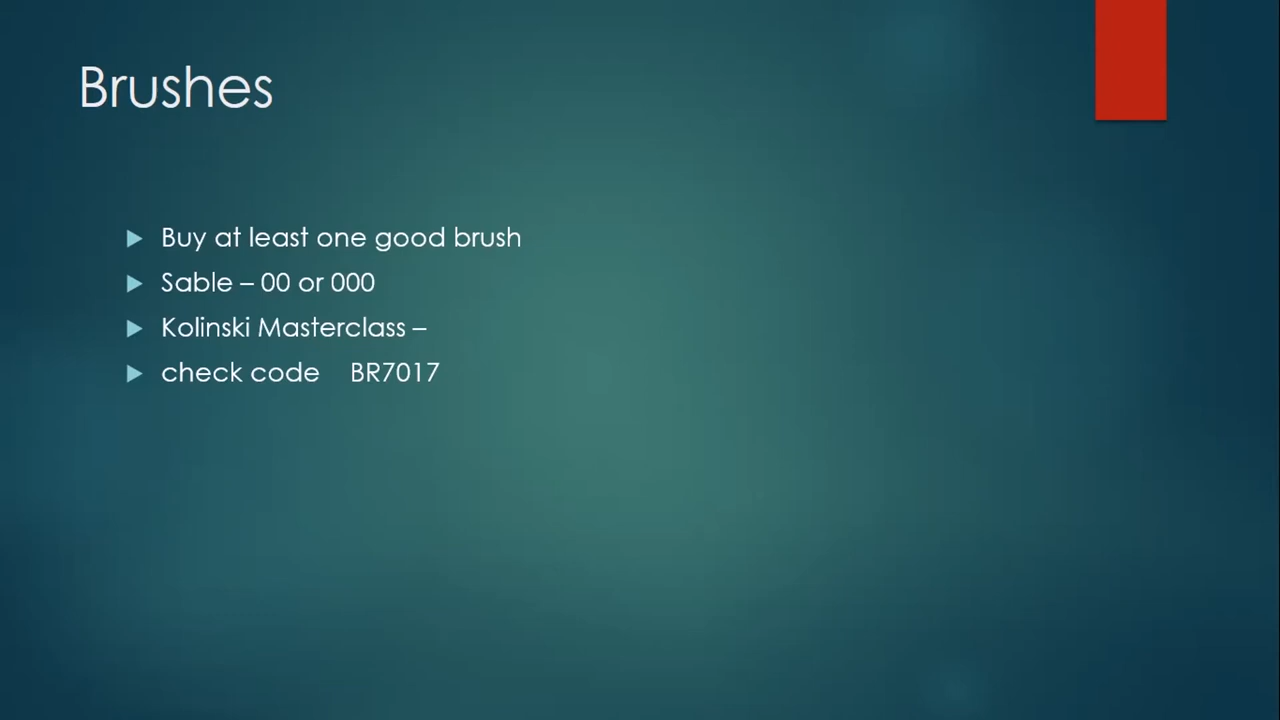 Brushes
Buy at least one good brush
Sable – 00 or 000
Kolinski Masterclass –
check code BR7017